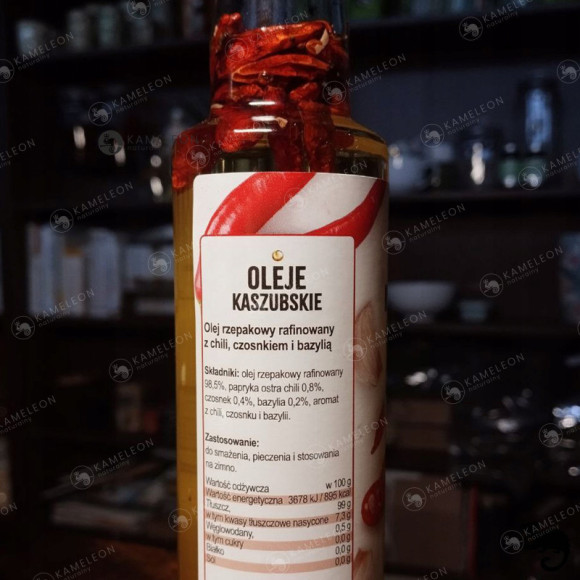 OLEJE
KASZUBSKIE
Olej rzepakowy rafinowany
z chili, czosnkiem i bazylią
Składniki: olej rzepakowy rafinowany
98,5%, papryka ostra chili 0,8%,
czosnek 0,4%, bazylia 0,2%, aromat
z chili, czosnku i bazylii.
Zastosowanie:
do smażenia, pieczenia i stosowania
na zimno.
Wartość odżywcza w 100 g
Wartość energetyczna 3678 kJ / 895 kcal
Tłuszcz, 99 g
w tym kwasy tłuszczowe nasycone 7,3 g
Węglowodany, 0,5 g
w tym cukry 0,0 g
Białko 0,0 g
Sól 0,0 g
KAMELEON
naturalny